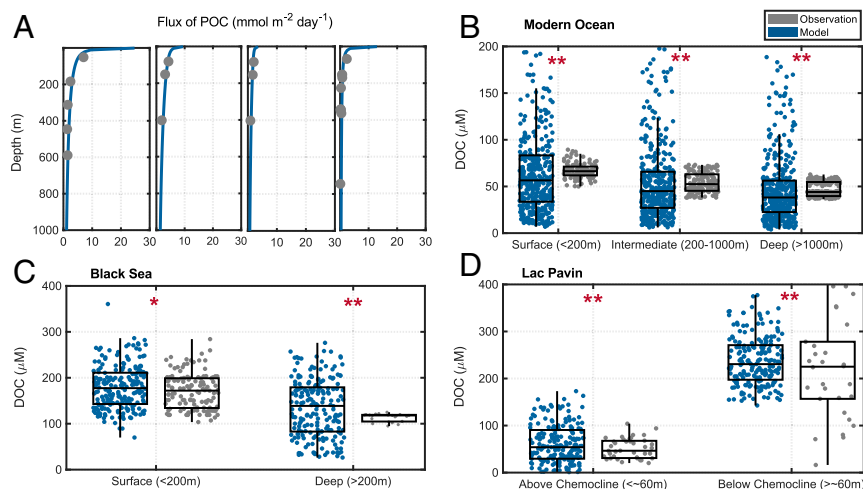 A
Flux of POC (mmol m⁻² day⁻¹)
Depth (m)
200
400
600
800
1000
0 10 20 30
10 20 30
10 20 30
10 20 30
B
Modern Ocean
Observation
Model
**
**
**
DOC (μM)
200
150
100
50
0
Surface (<200m)
Intermediate (200-1000m)
Deep (>1000m)
C
Black Sea
*
**
DOC (μM)
400
300
200
100
0
Surface (<200m)
Deep (>200m)
D
Lac Pavin
**
**
DOC (μM)
400
300
200
100
0
Above Chemocline (<~60m)
Below Chemocline (>~60m)